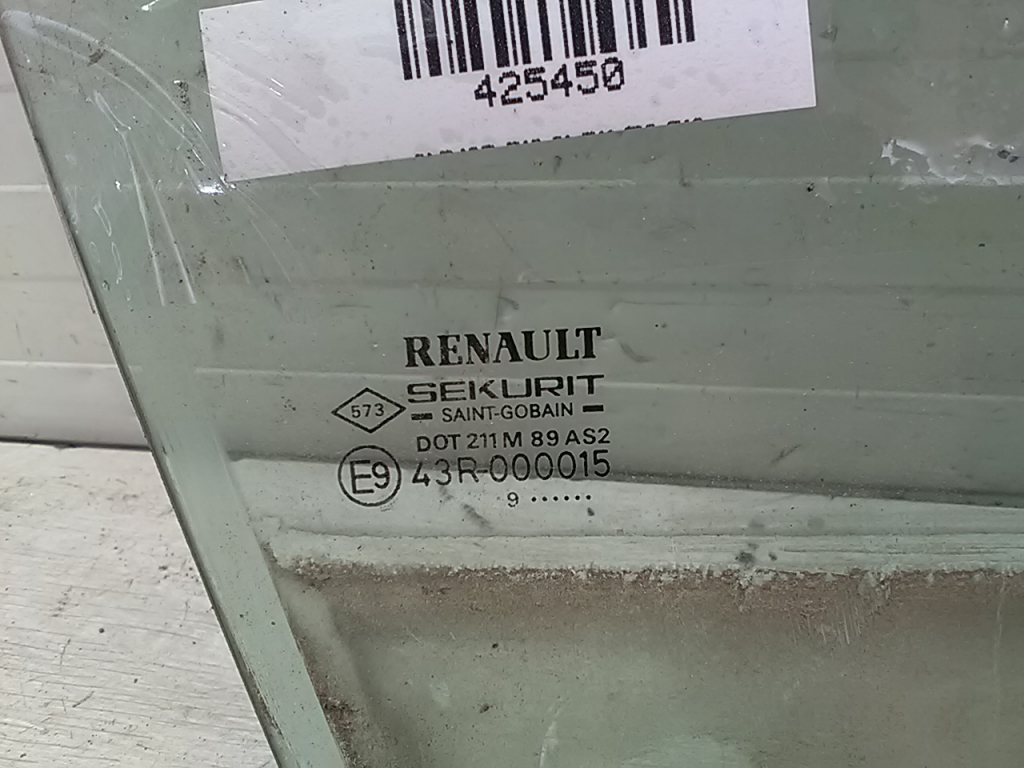 425450
RENAULT
SEKURIT
573
SAINT-GOBAIN
DOT 211 M 89 AS2
E9 43R-000015
9 ······